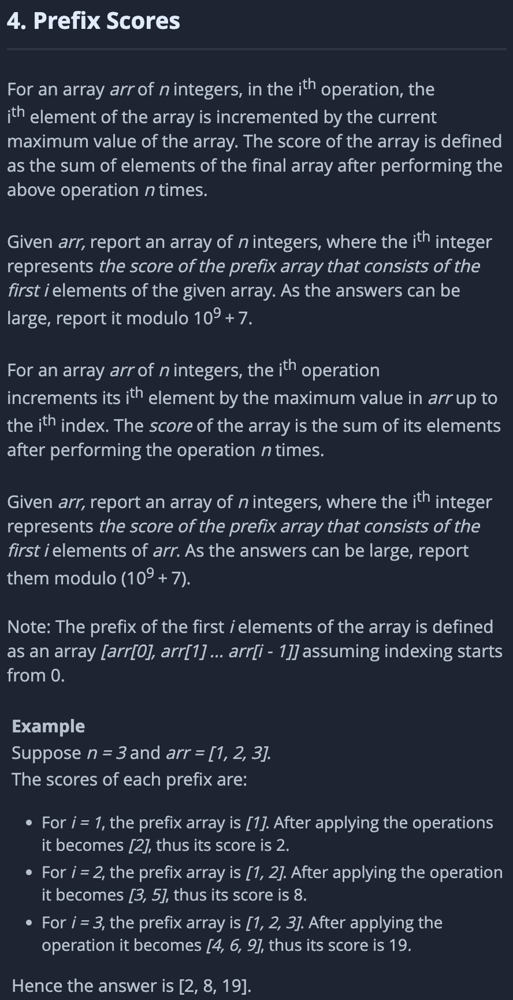 4. Prefix Scores
For an array arr of n integers, in the ith operation, the
ith element of the array is incremented by the current
maximum value of the array. The score of the array is defined
as the sum of elements of the final array after performing the
above operation n times.
Given arr, report an array of n integers, where the ith integer
represents the score of the prefix array that consists of the
first i elements of the given array. As the answers can be
large, report it modulo 10⁹ + 7.
For an array arr of n integers, the ith operation
increments its ith element by the maximum value in arr up to
the ith index. The score of the array is the sum of its elements
after performing the operation n times.
Given arr, report an array of n integers, where the ith integer
represents the score of the prefix array that consists of the
first i elements of arr. As the answers can be large, report
them modulo (10⁹ + 7).
Note: The prefix of the first i elements of the array is defined
as an array [arr[0], arr[1] ... arr[i - 1]] assuming indexing starts
from 0.
Example
Suppose n = 3 and arr = [1, 2, 3].
The scores of each prefix are:
• For i = 1, the prefix array is [1]. After applying the operations
it becomes [2], thus its score is 2.
• For i = 2, the prefix array is [1, 2]. After applying the operation
it becomes [3, 5], thus its score is 8.
• For i = 3, the prefix array is [1, 2, 3]. After applying the
operation it becomes [4, 6, 9], thus its score is 19.
Hence the answer is [2, 8, 19].